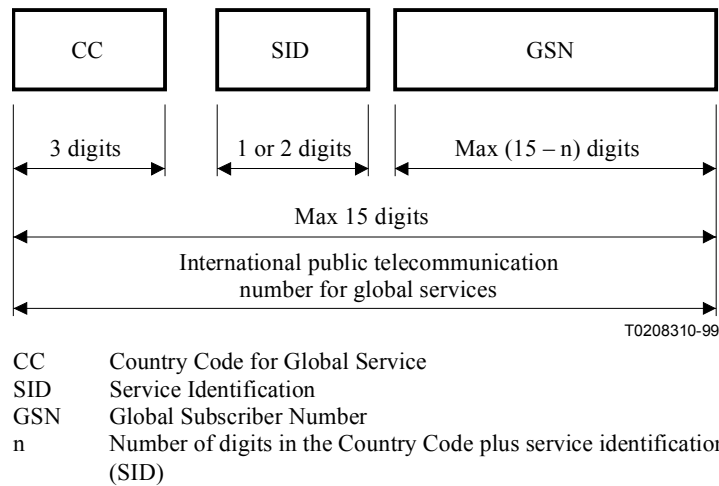 CC SID GSN
3 digits 1 or 2 digits Max (15 – n) digits
Max 15 digits
International public telecommunication
number for global services
T0208310-99
CC Country Code for Global Service
SID Service Identification
GSN Global Subscriber Number
n Number of digits in the Country Code plus service identification
(SID)